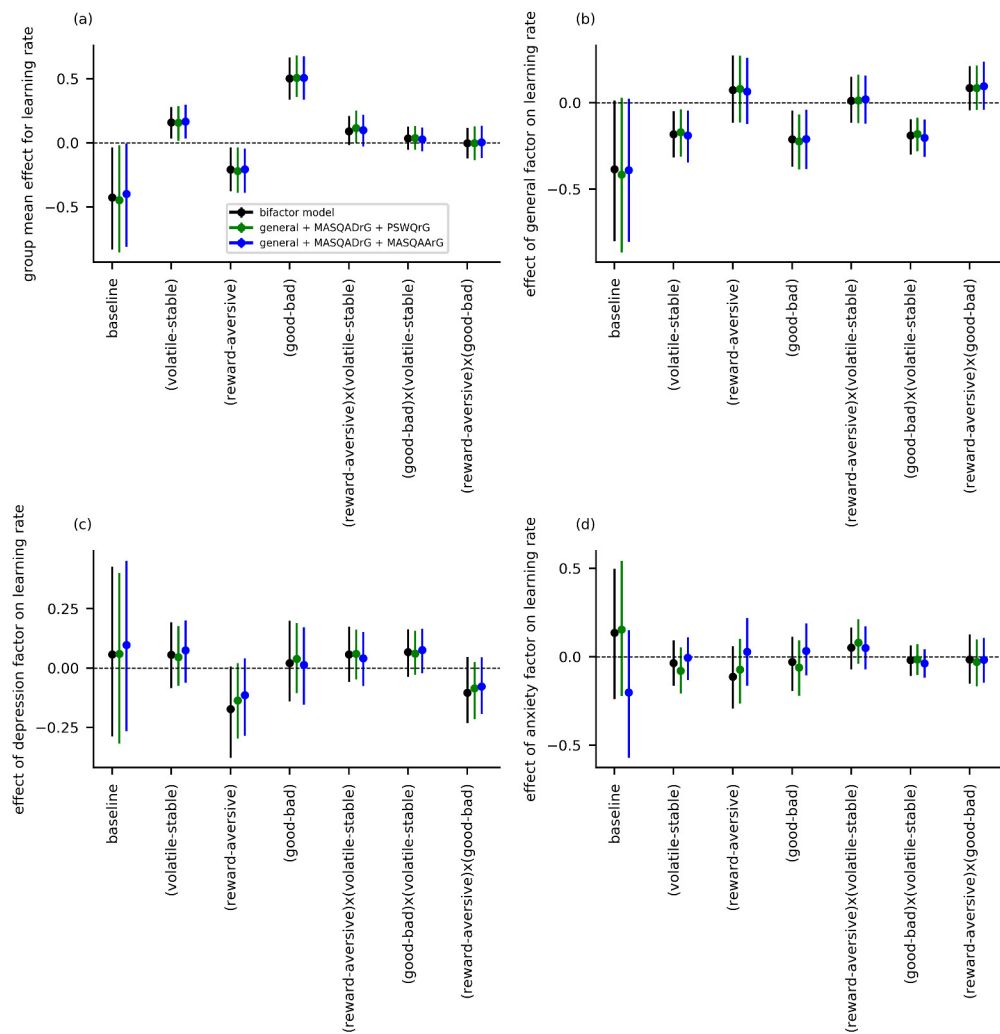 (a)
group mean effect for learning rate
0.5
0.0
−0.5
bifactor model
general + MASQADrG + PSWQrG
general + MASQADrG + MASQAArG
baseline
(volatile-stable)
(reward-aversive)
(good-bad)
(reward-aversive)x(volatile-stable)
(good-bad)x(volatile-stable)
(reward-aversive)x(good-bad)
(b)
effect of general factor on learning rate
0.0
−0.5
baseline
(volatile-stable)
(reward-aversive)
(good-bad)
(reward-aversive)x(volatile-stable)
(good-bad)x(volatile-stable)
(reward-aversive)x(good-bad)
(c)
effect of depression factor on learning rate
0.25
0.00
−0.25
baseline
(volatile-stable)
(reward-aversive)
(good-bad)
(reward-aversive)x(volatile-stable)
(good-bad)x(volatile-stable)
(reward-aversive)x(good-bad)
(d)
effect of anxiety factor on learning rate
0.5
0.0
−0.5
baseline
(volatile-stable)
(reward-aversive)
(good-bad)
(reward-aversive)x(volatile-stable)
(good-bad)x(volatile-stable)
(reward-aversive)x(good-bad)